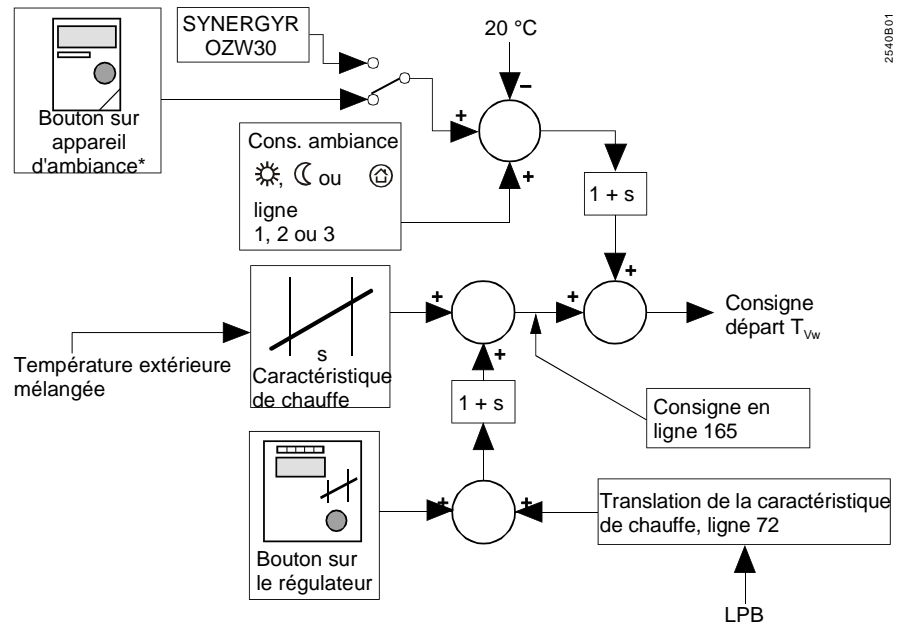 SYNERGYR
OZW30
20 °C
2540B01
Bouton sur
appareil
d'ambiance*
+
–
Cons. ambiance
, ou
ligne
1, 2 ou 3
+
1 + s
+
Température extérieure
mélangée
s
Caractéristique
de chauffe
+
+
+
Consigne
départ T_Vw
1 + s
Consigne en
ligne 165
Bouton sur
le régulateur
+
+
Translation de la caractéristique
de chauffe, ligne 72
LPB